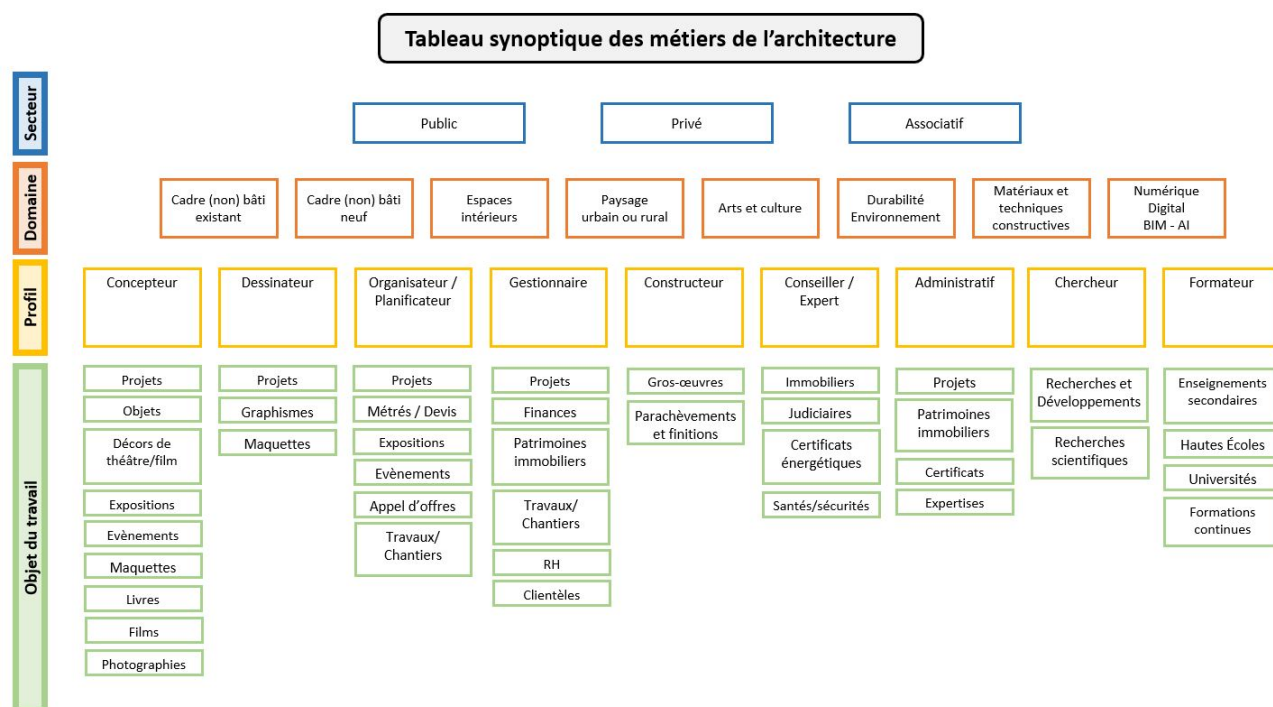 Tableau synoptique des métiers de l’architecture
Secteur
Public
Privé
Associatif
Domaine
Cadre (non) bâti
existant
Cadre (non) bâti
neuf
Espaces
intérieurs
Paysage
urbain ou rural
Arts et culture
Durabilité
Environnement
Matériaux et
techniques
constructives
Numérique
Digital
BIM - AI
Profil
Concepteur
Dessinateur
Organisateur /
Planificateur
Gestionnaire
Constructeur
Conseiller /
Expert
Administratif
Chercheur
Formateur
Objet du travail
Projets
Objets
Décors de
théâtre/film
Expositions
Evènements
Maquettes
Livres
Films
Photographies
Projets
Graphismes
Maquettes
Projets
Métrés / Devis
Expositions
Evènements
Appel d’offres
Travaux/
Chantiers
Projets
Finances
Patrimoines
immobiliers
Travaux/
Chantiers
RH
Clientèles
Gros-œuvres
Parachèvements
et finitions
Immobiliers
Judiciaires
Certificats
énergétiques
Santés/sécurités
Projets
Patrimoines
immobiliers
Certificats
Expertises
Recherches et
Développements
Recherches
scientifiques
Enseignements
secondaires
Hautes Écoles
Universités
Formations
continues